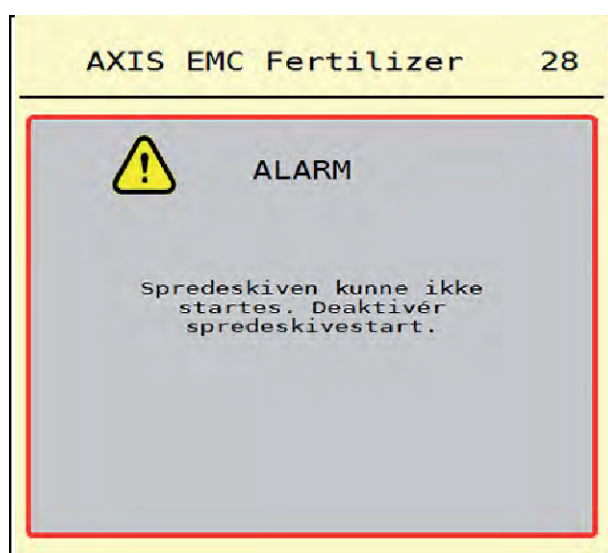 AXIS EMC Fertilizer 28
ALARM
Spredeskiven kunne ikke
startes. Deaktivér
spredeskivestart.